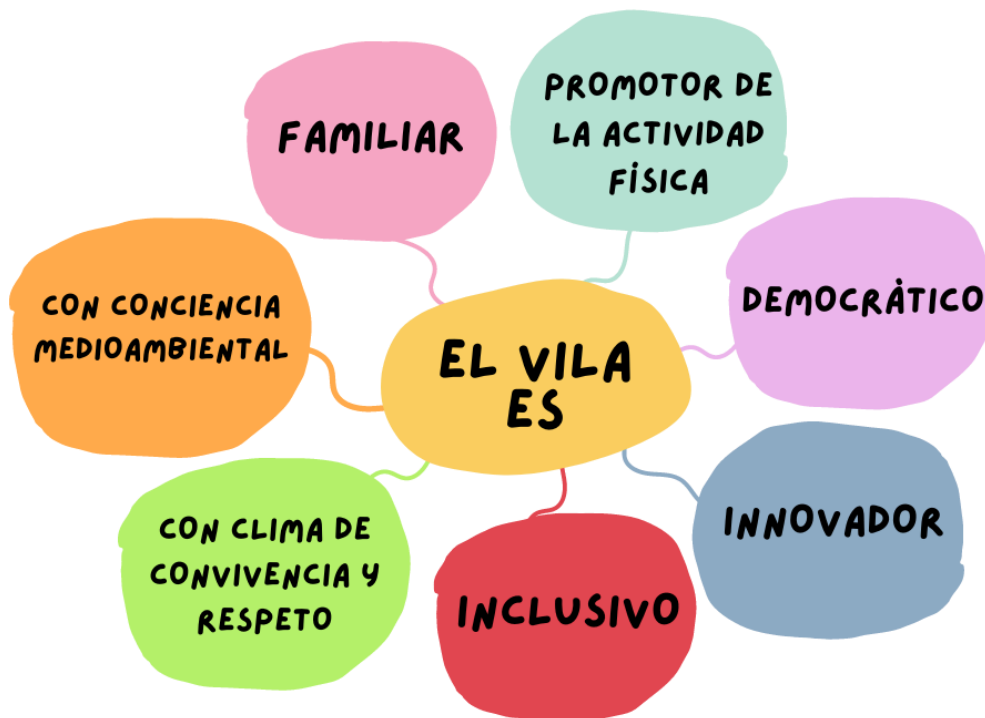 FAMILIAR
PROMOTOR DE
LA ACTIVIDAD
FÍSICA
CON CONCIENCIA
MEDIOAMBIENTAL
DEMOCRÁTICO
EL VILA
ES
CON CLIMA DE
CONVIVENCIA Y
RESPETO
INCLUSIVO
INNOVADOR